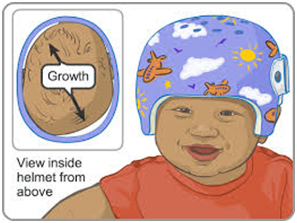 Growth
View inside
helmet from
above